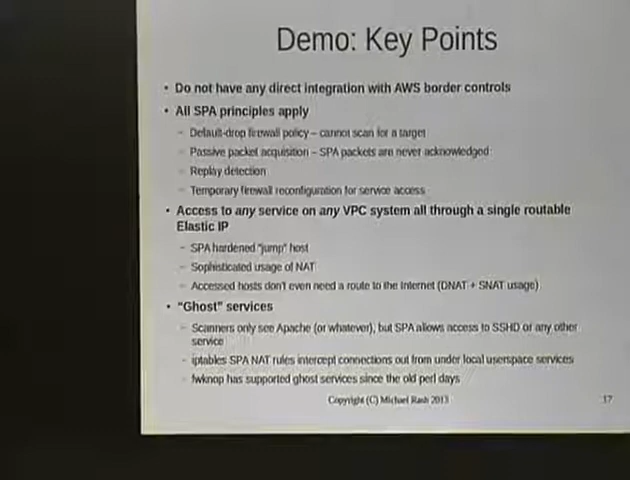 Demo: Key Points
• Do not have any direct integration with AWS border controls
• All SPA principles apply
– Default-drop firewall policy – cannot scan for a target
– Passive packet acquisition – SPA packets are never acknowledged
– Replay detection
– Temporary firewall reconfiguration for service access
• Access to any service on any VPC system all through a single routable
Elastic IP
– SPA hardened "jump" host
– Sophisticated usage of NAT
– Accessed hosts don't even need a route to the Internet (DNAT + SNAT usage)
• "Ghost" services
– Scanners only see Apache (or whatever), but SPA allows access to SSHD or any other
service
– iptables SPA NAT rules intercept connections out from under local userspace services
– fwknop has supported ghost services since the old perl days
Copyright (C) Michael Rash 2013
17